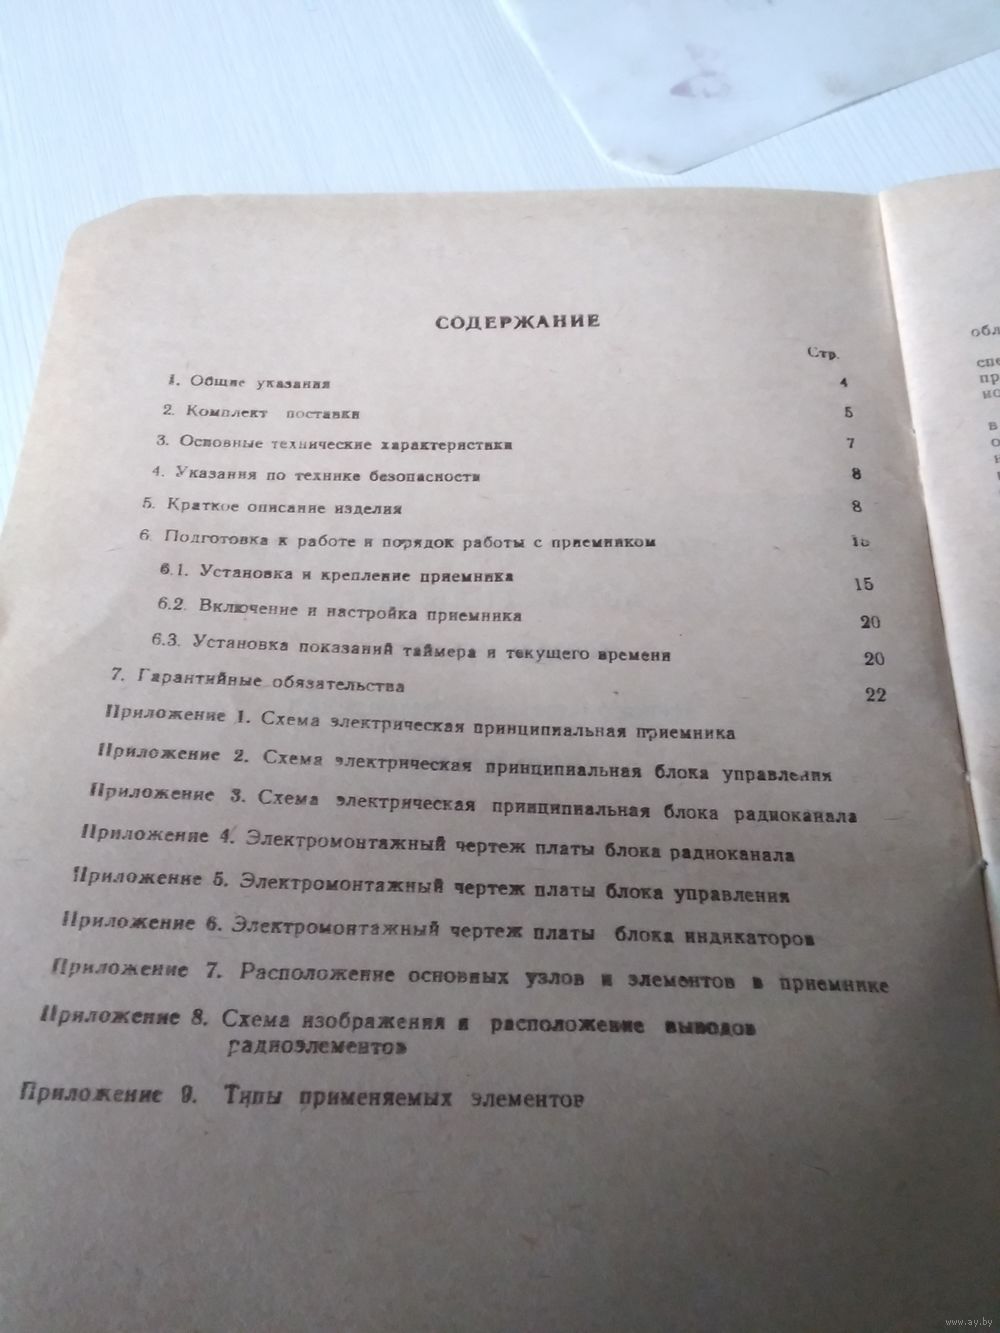 СОДЕРЖАНИЕ
Стр.
1. Общие указания 4
2. Комплект поставки 5
3. Основные технические характеристики 7
4. Указания по технике безопасности 8
5. Краткое описание изделия 8
6. Подготовка к работе и порядок работы с приемником
6.1. Установка и крепление приемника 15
6.2. Включение и настройка приемника 20
6.3. Установка показаний таймера и текущего времени 20
7. Гарантийные обязательства 22
Приложение 1. Схема электрическая принципиальная приемника
Приложение 2. Схема электрическая принципиальная блока управления
Приложение 3. Схема электрическая принципиальная блока радиоканала
Приложение 4. Электромонтажный чертеж платы блока радиоканала
Приложение 5. Электромонтажный чертеж платы блока управления
Приложение 6. Электромонтажный чертеж платы блока индикаторов
Приложение 7. Расположение основных узлов и элементов в приемнике
Приложение 8. Схема изображения и расположение выводов
радиоэлементов
Приложение 9. Типы применяемых элементов
www.ay.by